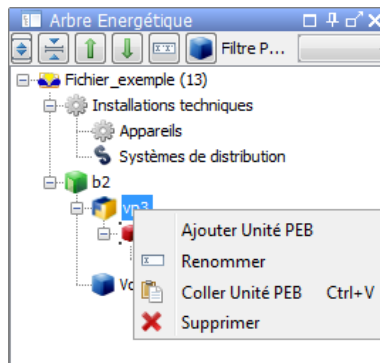 Arbre Energétique
Filtre P...
Fichier_exemple (13)
Installations techniques
Appareils
Systèmes de distribution
b2
vp3
Ajouter Unité PEB
Renommer
Coller Unité PEB Ctrl+V
Supprimer